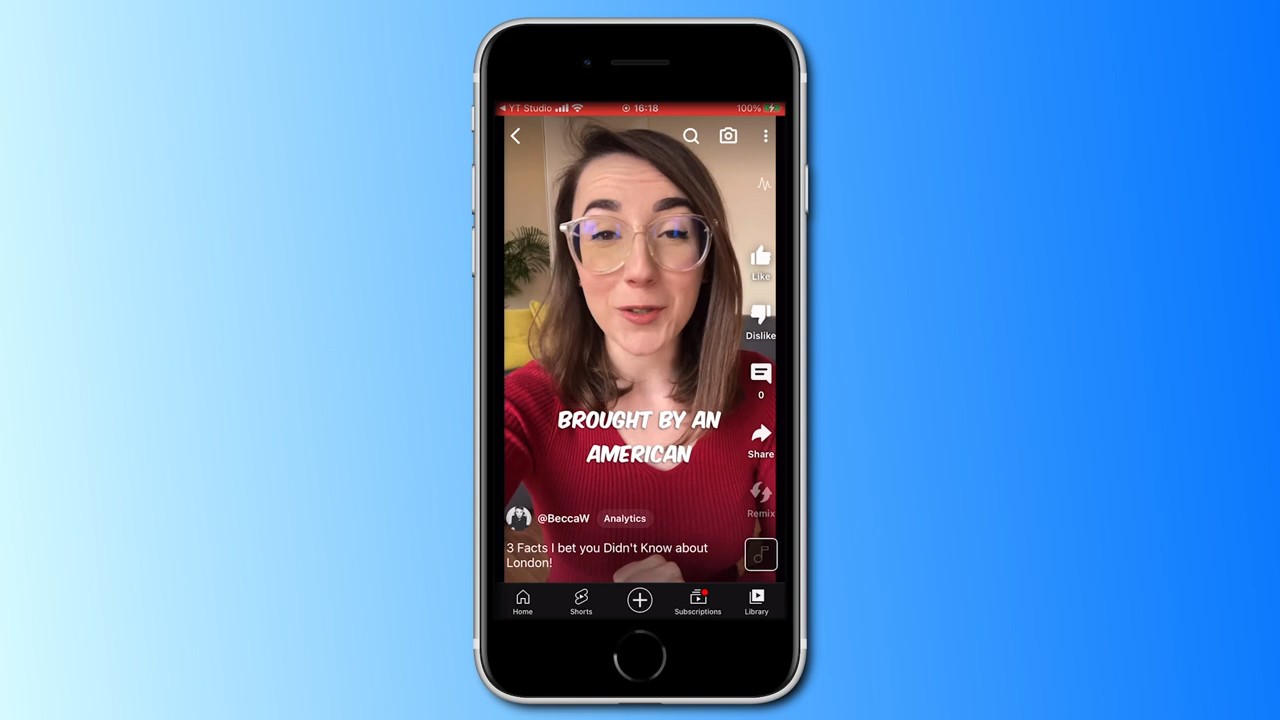 YT Studio
16:18
100%
Like
Dislike
0
BROUGHT BY AN
AMERICAN
Share
Remix
@BeccaW Analytics
3 Facts I bet you Didn't Know about
London!
Home Shorts Subscriptions Library